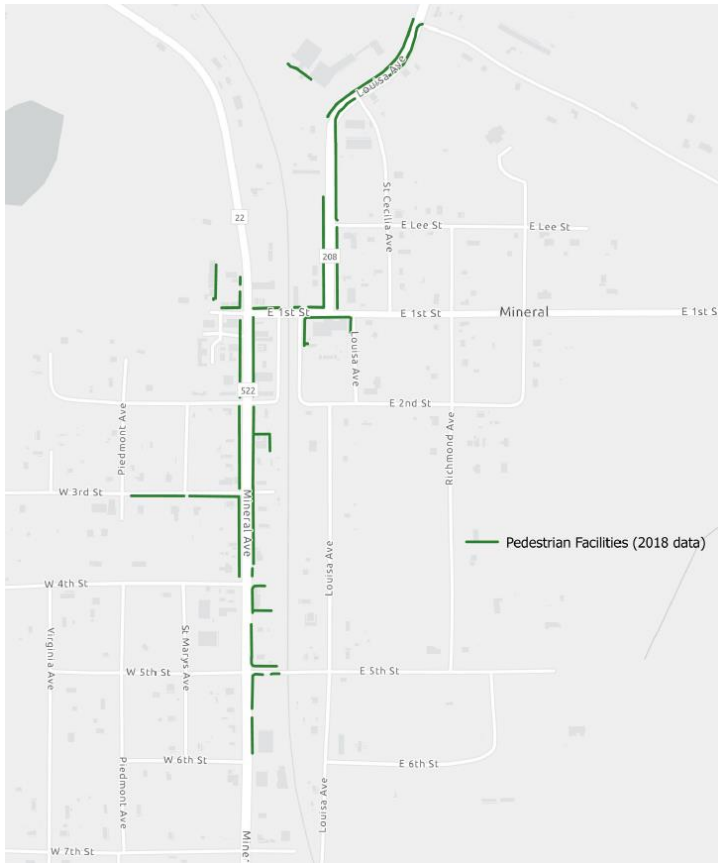 Louisa Ave
St Cecilia Ave
22
E Lee St
E Lee St
208
E 1st St
E 1st St
Mineral
E 1st S
Louisa Ave
522
E 2nd St
Piedmont Ave
Richmond Ave
W 3rd St
Mineral Ave
Pedestrian Facilities (2018 data)
Louisa Ave
W 4th St
Virginia Ave
St Marys Ave
W 5th St
E 5th St
W 6th St
E 6th St
Piedmont Ave
Louisa Ave
W 7th St
Mine